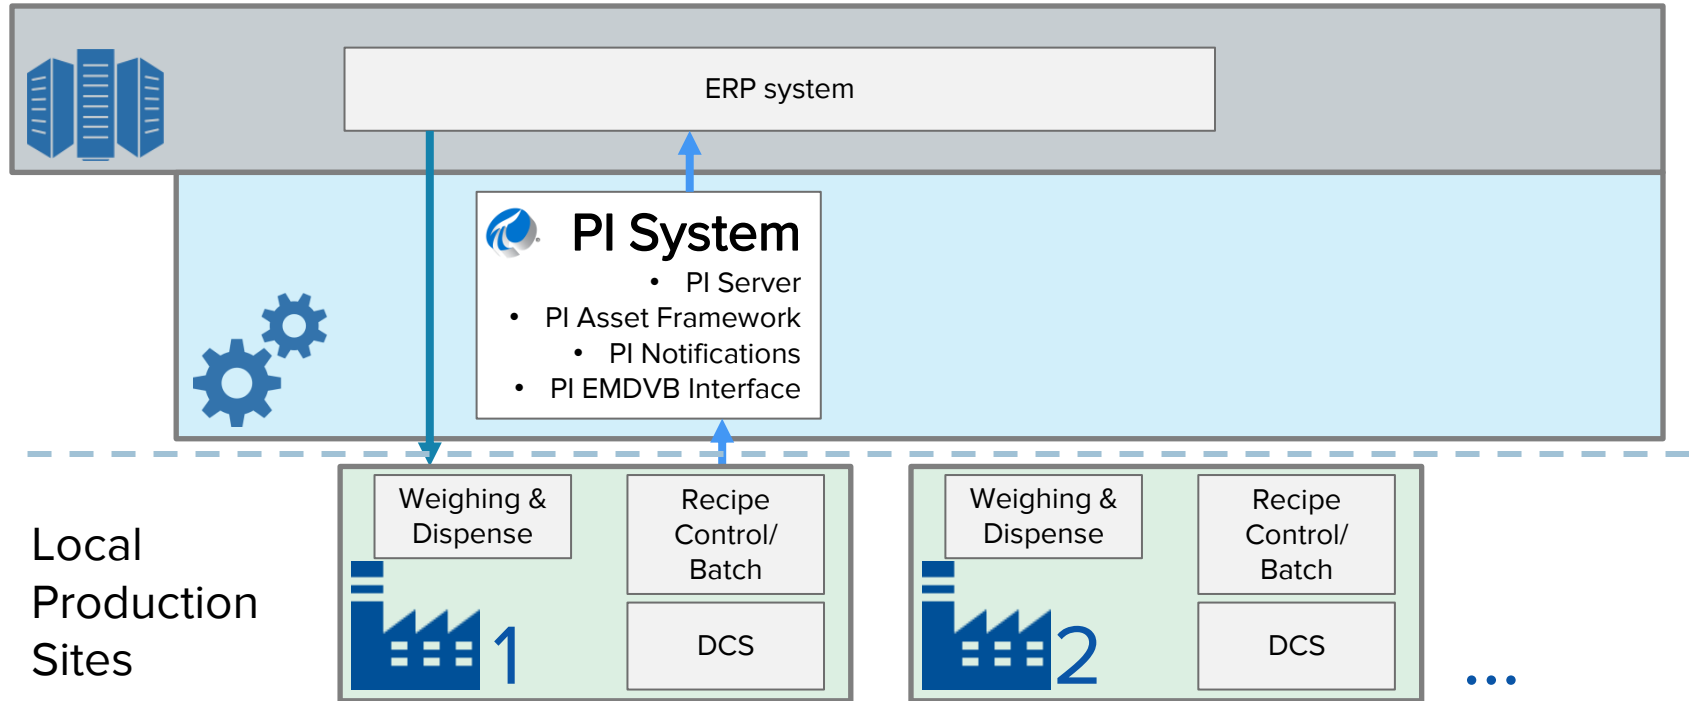 ERP system
PI System
• PI Server
• PI Asset Framework
• PI Notifications
• PI EMDVB Interface
Local
Production
Sites
Weighing &
Dispense
Recipe
Control/
Batch
DCS
1
Weighing &
Dispense
Recipe
Control/
Batch
DCS
2
...